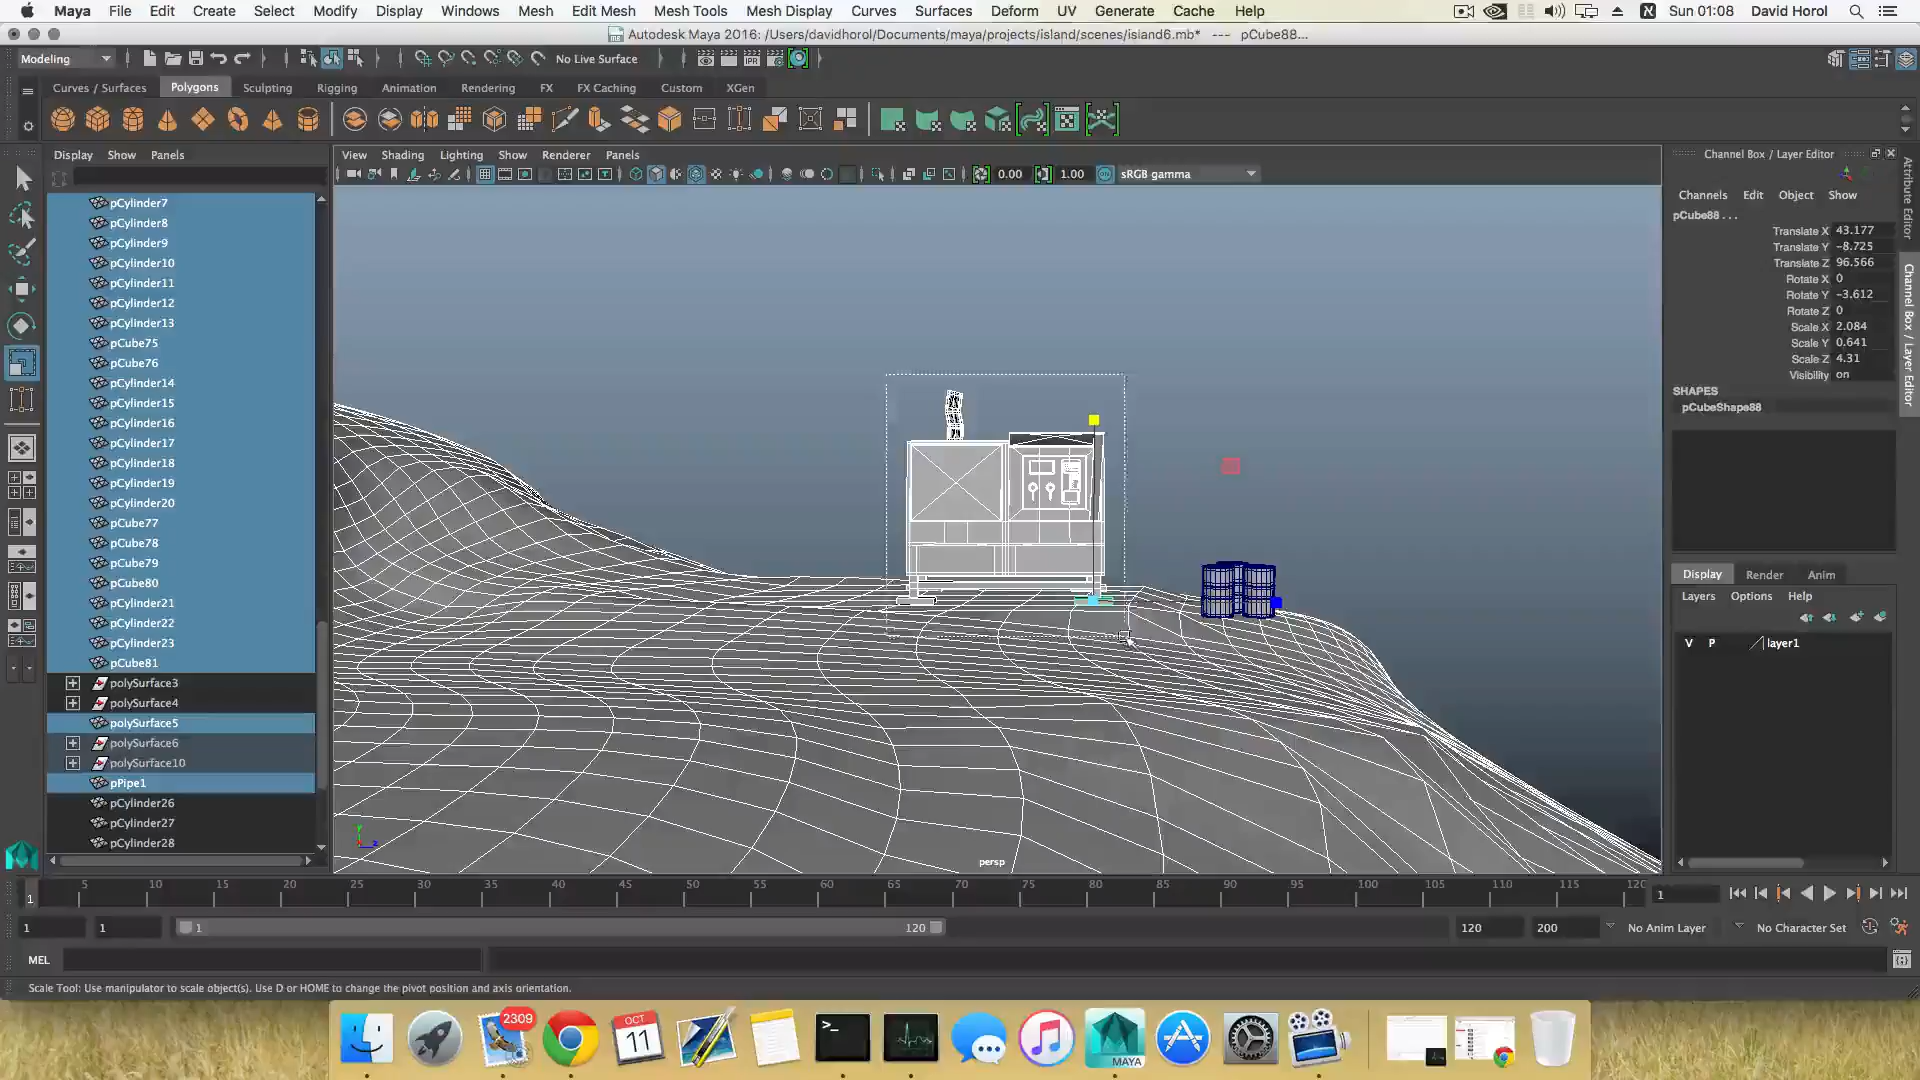 Maya File Edit Create Select Modify Display Windows Mesh Edit Mesh Mesh Tools Mesh Display Curves Surfaces Deform UV Generate Cache Help Sun 01:08 David Horol
Autodesk Maya 2016: /Users/davidhorol/Documents/maya/projects/island/scenes/island6.mb* --- pCube88...
Modeling No Live Surface
Curves / Surfaces Polygons Sculpting Rigging Animation Rendering FX FX Caching Custom XGen
Display Show Panels
View Shading Lighting Show Renderer Panels
0.00 1.00 sRGB gamma
pCylinder7
pCylinder8
pCylinder9
pCylinder10
pCylinder11
pCylinder12
pCylinder13
pCube75
pCube76
pCylinder14
pCylinder15
pCylinder16
pCylinder17
pCylinder18
pCylinder19
pCylinder20
pCube77
pCube78
pCube79
pCube80
pCylinder21
pCylinder22
pCylinder23
pCube81
polySurface3
polySurface4
polySurface5
polySurface6
polySurface10
pPipe1
pCylinder26
pCylinder27
pCylinder28
persp
Channel Box / Layer Editor
Channels Edit Object Show
pCube88 . . .
Translate X 43.177
Translate Y -8.725
Translate Z 96.566
Rotate X 0
Rotate Y -3.612
Rotate Z 0
Scale X 2.084
Scale Y 0.641
Scale Z 4.31
Visibility on
SHAPES
pCubeShape88
Display Render Anim
Layers Options Help
V P layer1
Attribute Editor
Channel Box / Layer Editor
1 5 10 15 20 25 30 35 40 45 50 55 60 65 70 75 80 85 90 95 100 105 110 115 120 1
1 1 1 120 120 200 No Anim Layer No Character Set
MEL
Scale Tool: Use manipulator to scale object(s). Use D or HOME to change the pivot position and axis orientation.
2309
OCT
11
MAYA